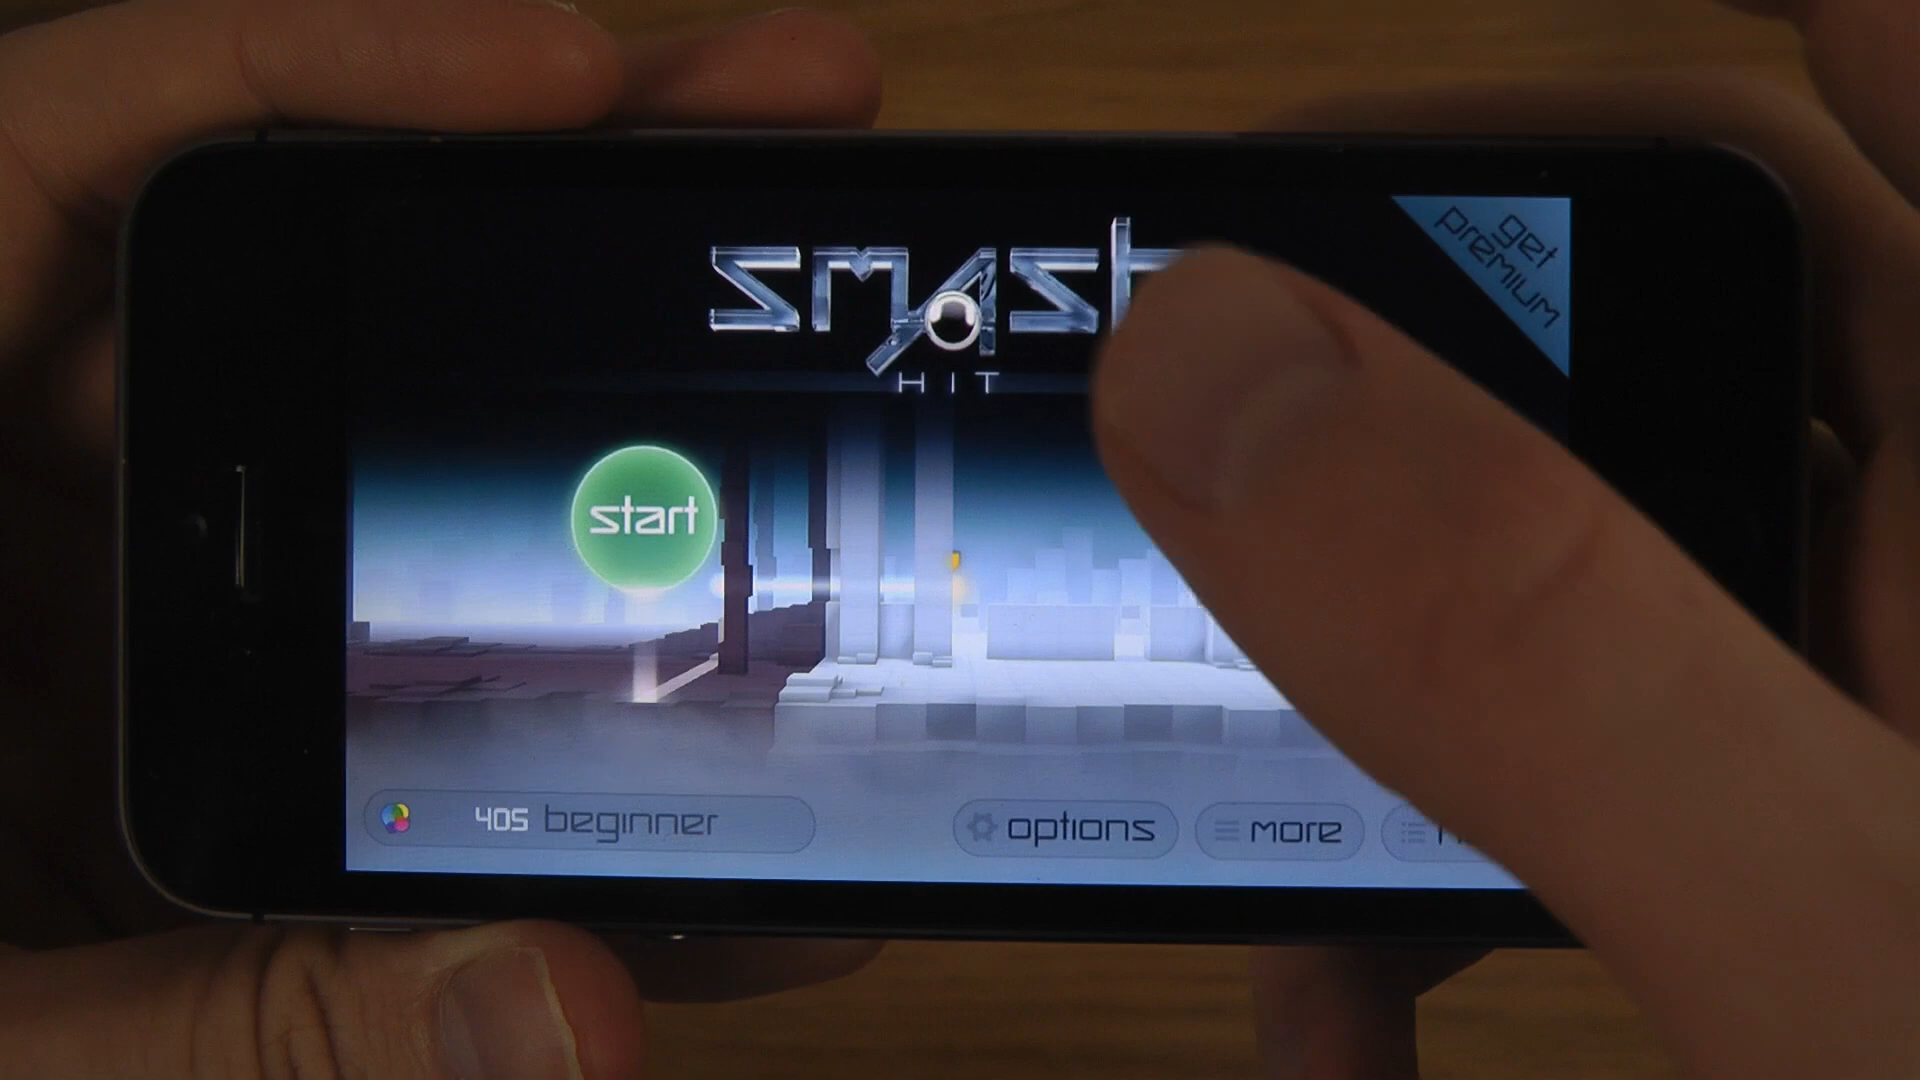 smash
HIT
get
premium
start
405 beginner
options
more